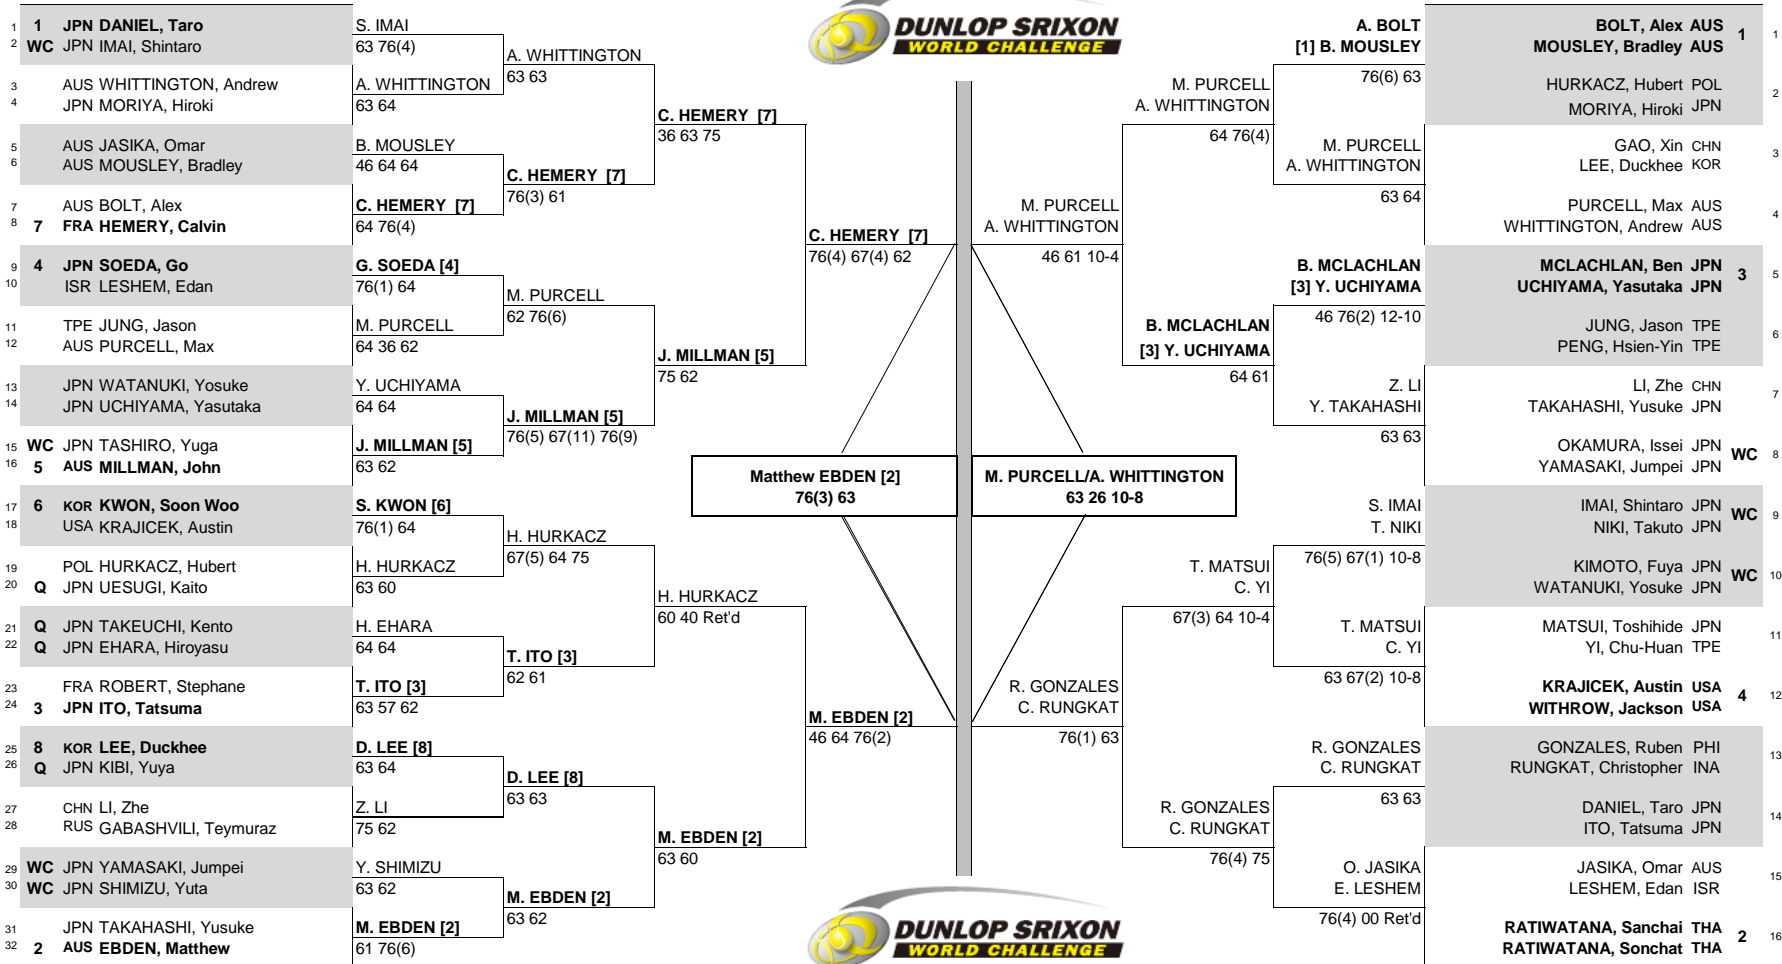 DUNLOP SRIXON
WORLD CHALLENGE
1 1 JPN DANIEL, Taro
2 WC JPN IMAI, Shintaro
3 AUS WHITTINGTON, Andrew
4 JPN MORIYA, Hiroki
5 AUS JASIKA, Omar
6 AUS MOUSLEY, Bradley
7 AUS BOLT, Alex
8 7 FRA HEMERY, Calvin
9 4 JPN SOEDA, Go
10 ISR LESHEM, Edan
11 TPE JUNG, Jason
12 AUS PURCELL, Max
13 JPN WATANUKI, Yosuke
14 JPN UCHIYAMA, Yasutaka
15 WC JPN TASHIRO, Yuga
16 5 AUS MILLMAN, John
17 6 KOR KWON, Soon Woo
18 USA KRAJICEK, Austin
19 POL HURKACZ, Hubert
20 Q JPN UESUGI, Kaito
21 Q JPN TAKEUCHI, Kento
22 Q JPN EHARA, Hiroyasu
23 FRA ROBERT, Stephane
24 3 JPN ITO, Tatsuma
25 8 KOR LEE, Duckhee
26 Q JPN KIBI, Yuya
27 CHN LI, Zhe
28 RUS GABASHVILI, Teymuraz
29 WC JPN YAMASAKI, Jumpei
30 WC JPN SHIMIZU, Yuta
31 JPN TAKAHASHI, Yusuke
32 2 AUS EBDEN, Matthew
S. IMAI
63 76(4)
A. WHITTINGTON
63 64
B. MOUSLEY
46 64 64
C. HEMERY [7]
64 76(4)
G. SOEDA [4]
76(1) 64
M. PURCELL
64 36 62
Y. UCHIYAMA
64 64
J. MILLMAN [5]
63 62
S. KWON [6]
76(1) 64
H. HURKACZ
63 60
H. EHARA
64 64
T. ITO [3]
63 57 62
D. LEE [8]
63 64
Z. LI
75 62
Y. SHIMIZU
63 62
M. EBDEN [2]
61 76(6)
A. WHITTINGTON
63 63
C. HEMERY [7]
76(3) 61
M. PURCELL
62 76(6)
J. MILLMAN [5]
76(5) 67(11) 76(9)
H. HURKACZ
67(5) 64 75
T. ITO [3]
62 61
D. LEE [8]
63 63
M. EBDEN [2]
63 62
C. HEMERY [7]
36 63 75
J. MILLMAN [5]
75 62
H. HURKACZ
60 40 Ret'd
M. EBDEN [2]
63 60
C. HEMERY [7]
76(4) 67(4) 62
M. EBDEN [2]
46 64 76(2)
Matthew EBDEN [2]
76(3) 63
M. PURCELL/A. WHITTINGTON
63 26 10-8
M. PURCELL
A. WHITTINGTON
46 61 10-4
R. GONZALES
C. RUNGKAT
76(1) 63
M. PURCELL
A. WHITTINGTON
64 76(4)
B. MCLACHLAN
[3] Y. UCHIYAMA
64 61
T. MATSUI
C. YI
67(3) 64 10-4
R. GONZALES
C. RUNGKAT
76(4) 75
A. BOLT
[1] B. MOUSLEY
76(6) 63
M. PURCELL
A. WHITTINGTON
63 64
B. MCLACHLAN
[3] Y. UCHIYAMA
46 76(2) 12-10
Z. LI
Y. TAKAHASHI
63 63
S. IMAI
T. NIKI
76(5) 67(1) 10-8
T. MATSUI
C. YI
63 67(2) 10-8
R. GONZALES
C. RUNGKAT
63 63
O. JASIKA
E. LESHEM
76(4) 00 Ret'd
BOLT, Alex AUS
MOUSLEY, Bradley AUS 1 1
HURKACZ, Hubert POL
MORIYA, Hiroki JPN 2
GAO, Xin CHN
LEE, Duckhee KOR 3
PURCELL, Max AUS
WHITTINGTON, Andrew AUS 4
MCLACHLAN, Ben JPN
UCHIYAMA, Yasutaka JPN 3 5
JUNG, Jason TPE
PENG, Hsien-Yin TPE 6
LI, Zhe CHN
TAKAHASHI, Yusuke JPN 7
OKAMURA, Issei JPN
YAMASAKI, Jumpei JPN WC 8
IMAI, Shintaro JPN
NIKI, Takuto JPN WC 9
KIMOTO, Fuya JPN
WATANUKI, Yosuke JPN WC 10
MATSUI, Toshihide JPN
YI, Chu-Huan TPE 11
KRAJICEK, Austin USA
WITHROW, Jackson USA 4 12
GONZALES, Ruben PHI
RUNGKAT, Christopher INA 13
DANIEL, Taro JPN
ITO, Tatsuma JPN 14
JASIKA, Omar AUS
LESHEM, Edan ISR 15
RATIWATANA, Sanchai THA
RATIWATANA, Sonchat THA 2 16
DUNLOP SRIXON
WORLD CHALLENGE